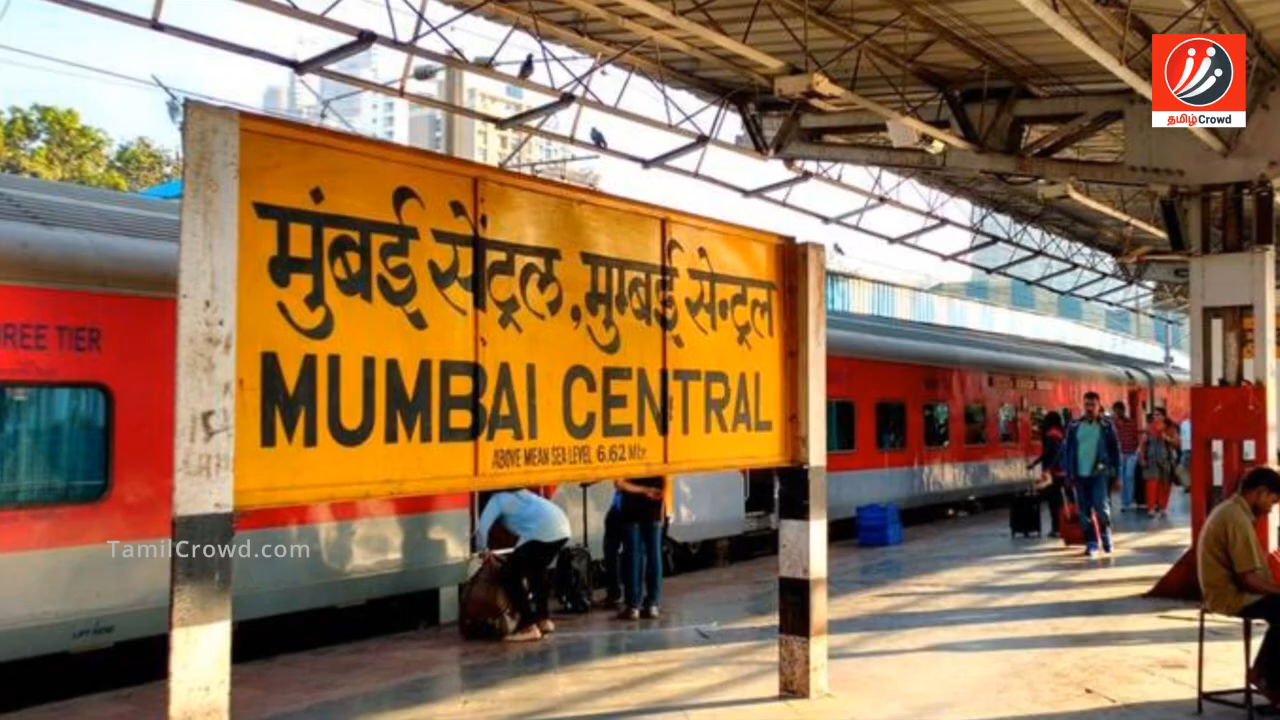 தமிழ்Crowd
REE TIER
मुंबई सेंट्रल, मुम्बई सेन्ट्रल
MUMBAI CENTRAL
ABOVE MEAN SEA LEVEL 6.62 Mtr
TamilCrowd.com